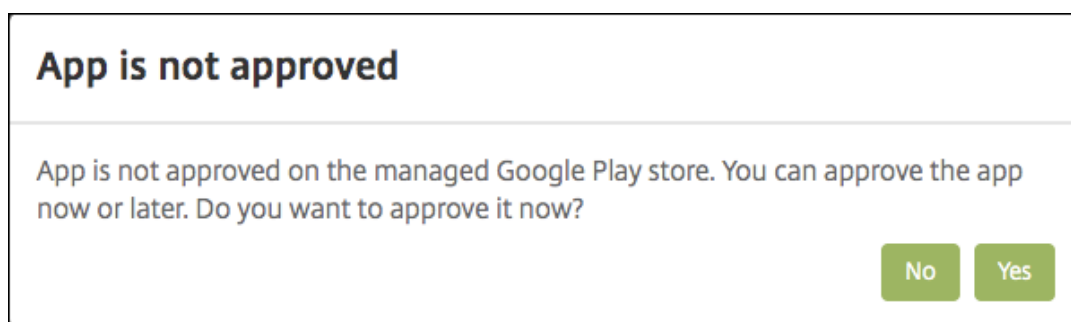 App is not approved
App is not approved on the managed Google Play store. You can approve the app
now or later. Do you want to approve it now?
No Yes